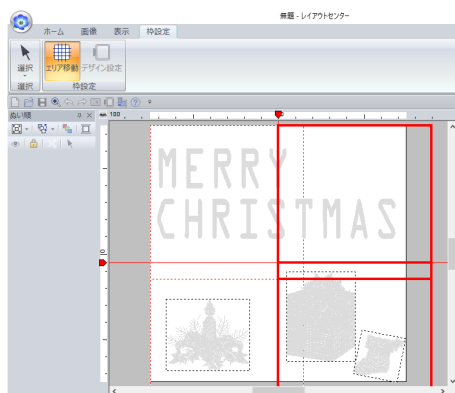 無題 - レイアウトセンター
ホーム 画像 表示 枠設定
選択 エリア移動 デザイン設定
選択 枠設定
ぬい順
100
0
MERRY
CHRISTMAS